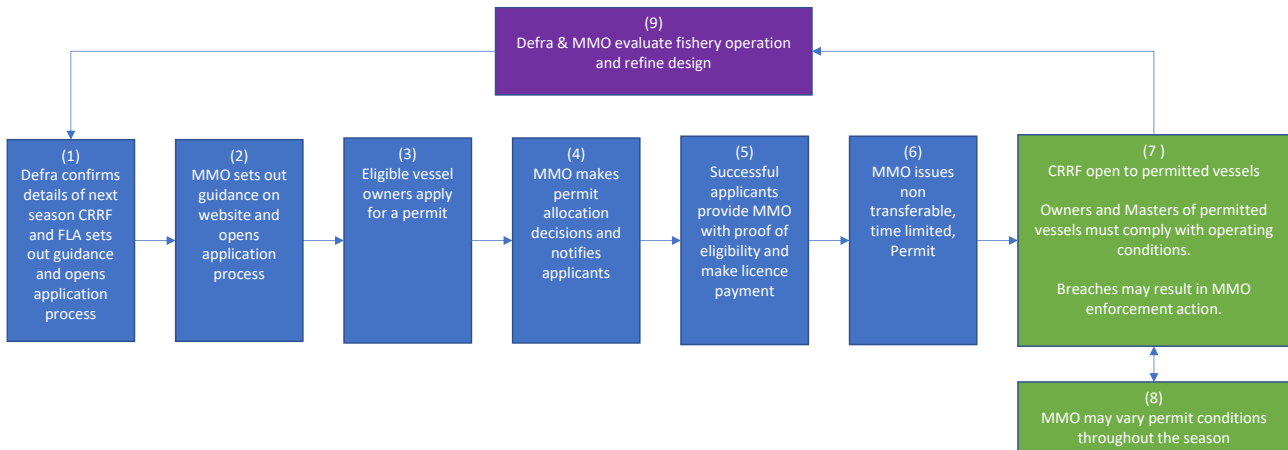 (9)
Defra & MMO evaluate fishery operation
and refine design
(1)
Defra confirms
details of next
season CRRF
and FLA sets
out guidance
and opens
application
process
(2)
MMO sets out
guidance on
website and
opens
application
process
(3)
Eligible vessel
owners apply
for a permit
(4)
MMO makes
permit
allocation
decisions and
notifies
applicants
(5)
Successful
applicants
provide MMO
with proof of
eligibility and
make licence
payment
(6)
MMO issues
non
transferable,
time limited,
Permit
(7 )
CRRF open to permitted vessels
Owners and Masters of permitted
vessels must comply with operating
conditions.
Breaches may result in MMO
enforcement action.
(8)
MMO may vary permit conditions
throughout the season